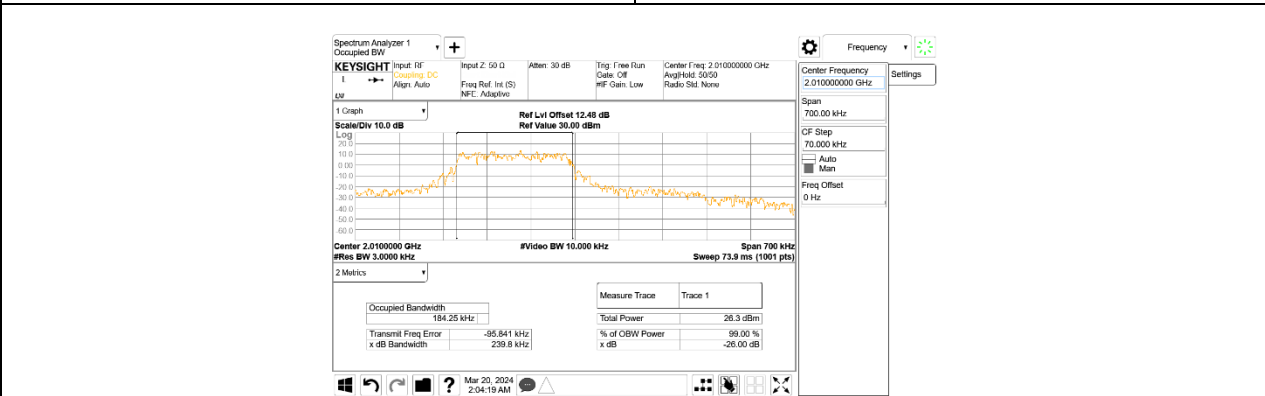 Spectrum Analyzer 1
Occupied BW
+
Frequency
KEYSIGHT
Input: RF
Coupling: DC
Align: Auto
Input Z: 50 Ω
Freq Ref: Int (S)
NFE: Adaptive
Atten: 30 dB
Trig: Free Run
Gate: Off
#IF Gain: Low
Center Freq: 2.010000000 GHz
Avg|Hold: 50/50
Radio Std: None
Center Frequency
2.010000000 GHz
Settings
Span
700.00 kHz
CF Step
70.000 kHz
Auto
Man
Freq Offset
0 Hz
1 Graph
Scale/Div 10.0 dB
Ref Lvl Offset 12.48 dB
Ref Value 30.00 dBm
Log
20.0
10.0
0.00
-10.0
-20.0
-30.0
-40.0
-50.0
-60.0
Center 2.0100000 GHz
#Res BW 3.0000 kHz
#Video BW 10.000 kHz
Span 700 kHz
Sweep 73.9 ms (1001 pts)
2 Metrics
Occupied Bandwidth
184.25 kHz
Transmit Freq Error -95.841 kHz
x dB Bandwidth 239.8 kHz
Measure Trace Trace 1
Total Power 26.3 dBm
% of OBW Power 99.00 %
x dB -26.00 dB
?
Mar 20, 2024
2:04:19 AM